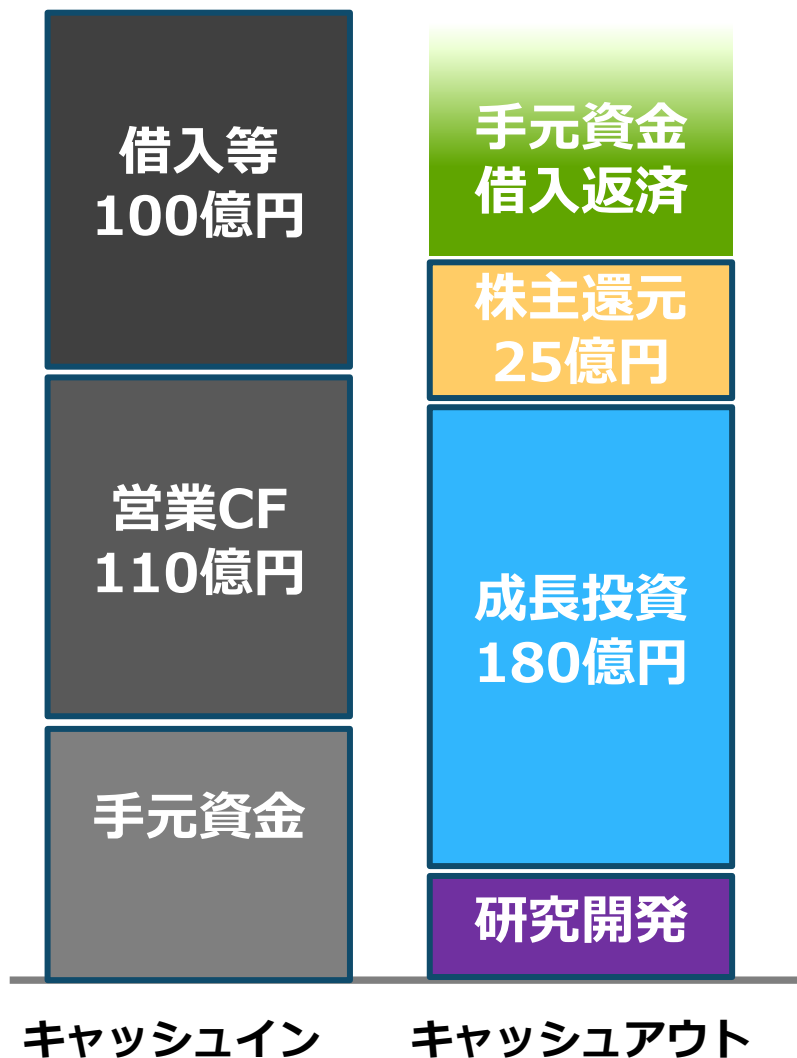 借入等
100億円
営業CF
110億円
手元資金
キャッシュイン
手元資金
借入返済
株主還元
25億円
成長投資
180億円
研究開発
キャッシュアウト